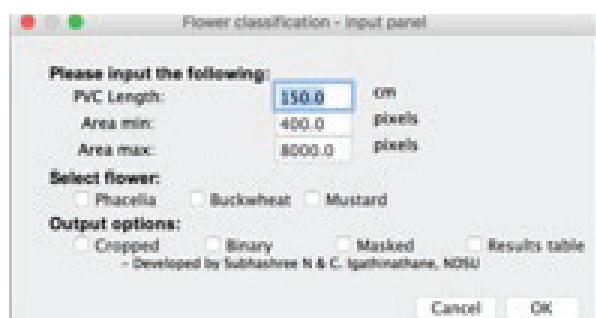 Flower classification - input panel
Please input the following:
PVC Length: 150.0 cm
Area min: 400.0 pixels
Area max: 8000.0 pixels
Select flower:
Phacelia Buckwheat Mustard
Output options:
Cropped Binary Masked Results table
- Developed by Subhashree N & C. Igathinathane, NDSU
Cancel OK